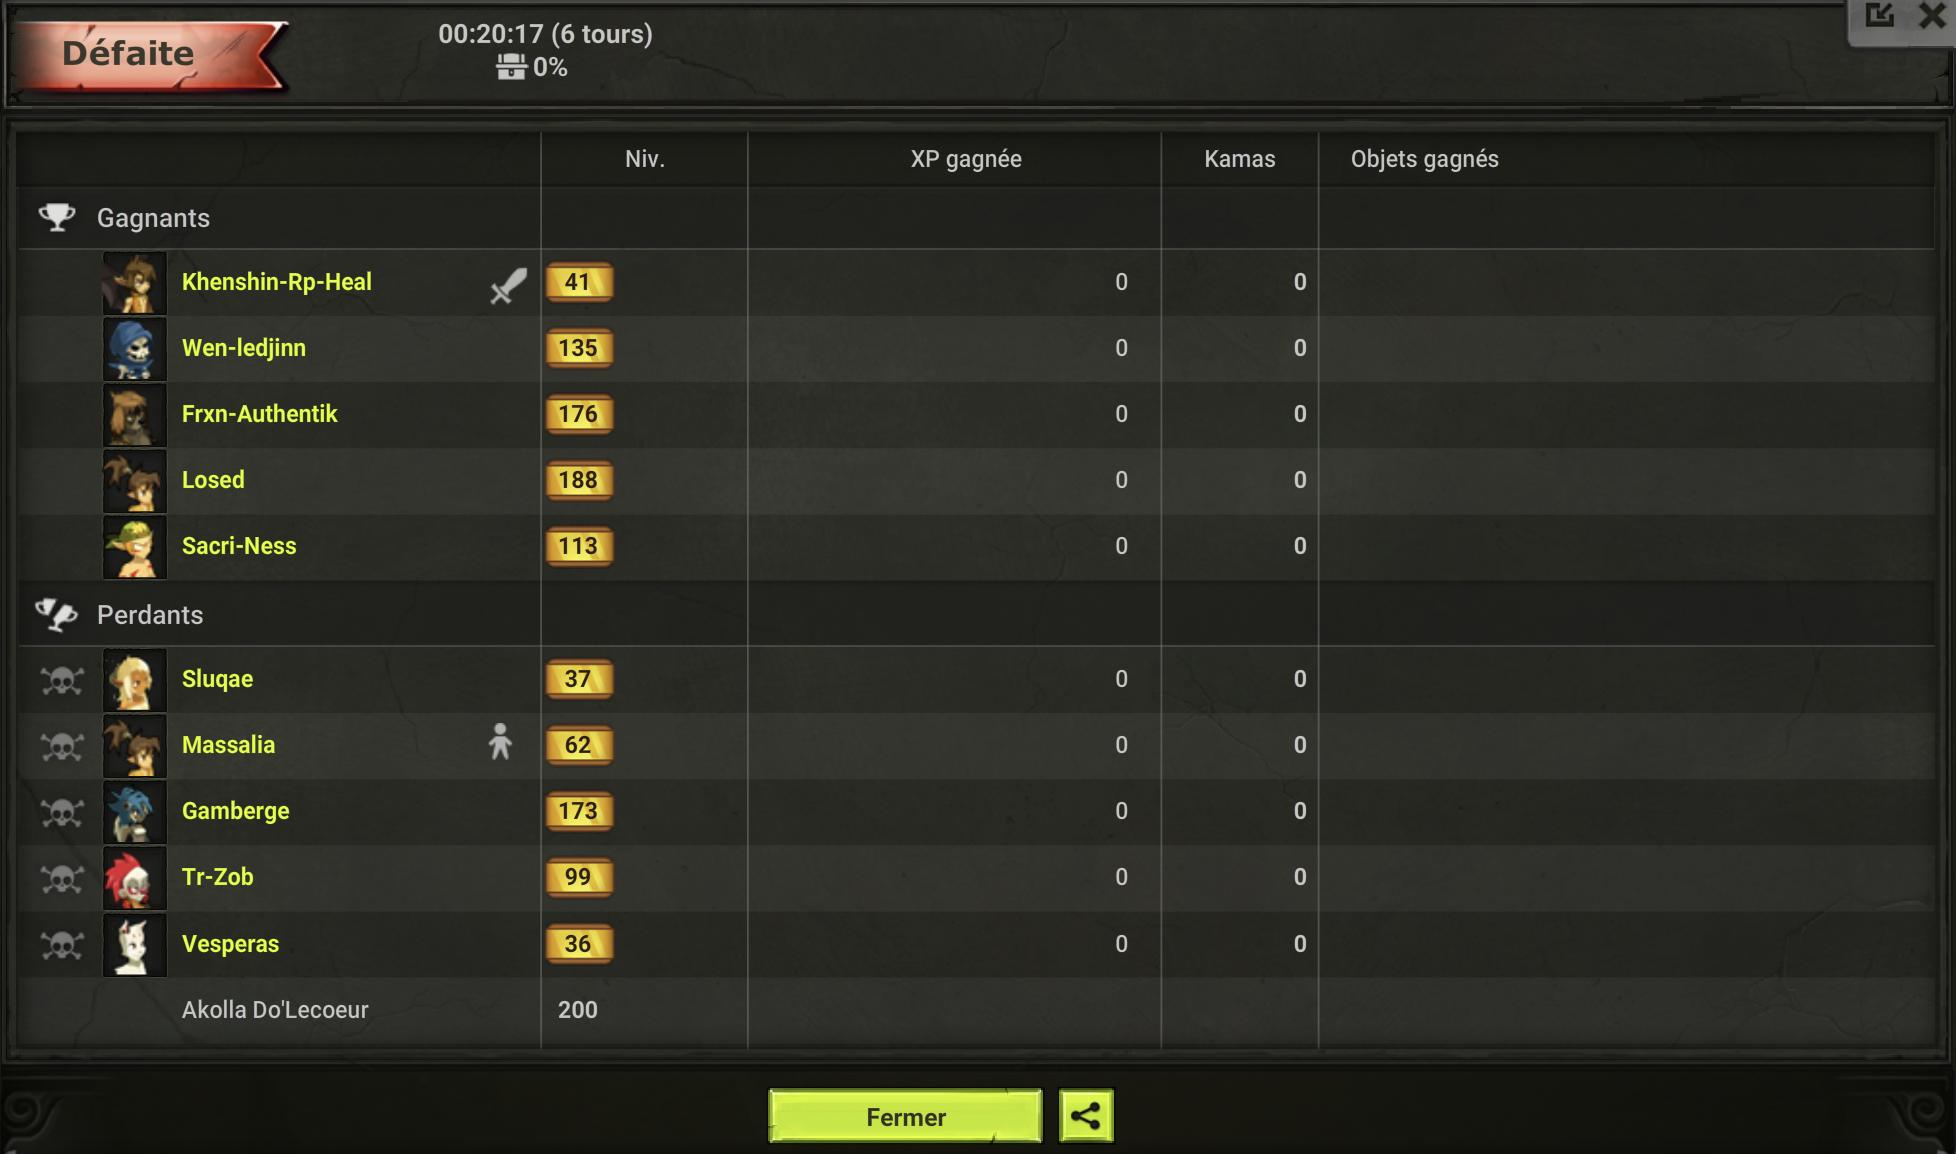 Défaite
00:20:17 (6 tours)
0%
Niv. XP gagnée Kamas Objets gagnés
Gagnants
Khenshin-Rp-Heal 41 0 0
Wen-ledjinn 135 0 0
Frxn-Authentik 176 0 0
Losed 188 0 0
Sacri-Ness 113 0 0
Perdants
Sluqae 37 0 0
Massalia 62 0 0
Gamberge 173 0 0
Tr-Zob 99 0 0
Vesperas 36 0 0
Akolla Do'Lecoeur 200
Fermer